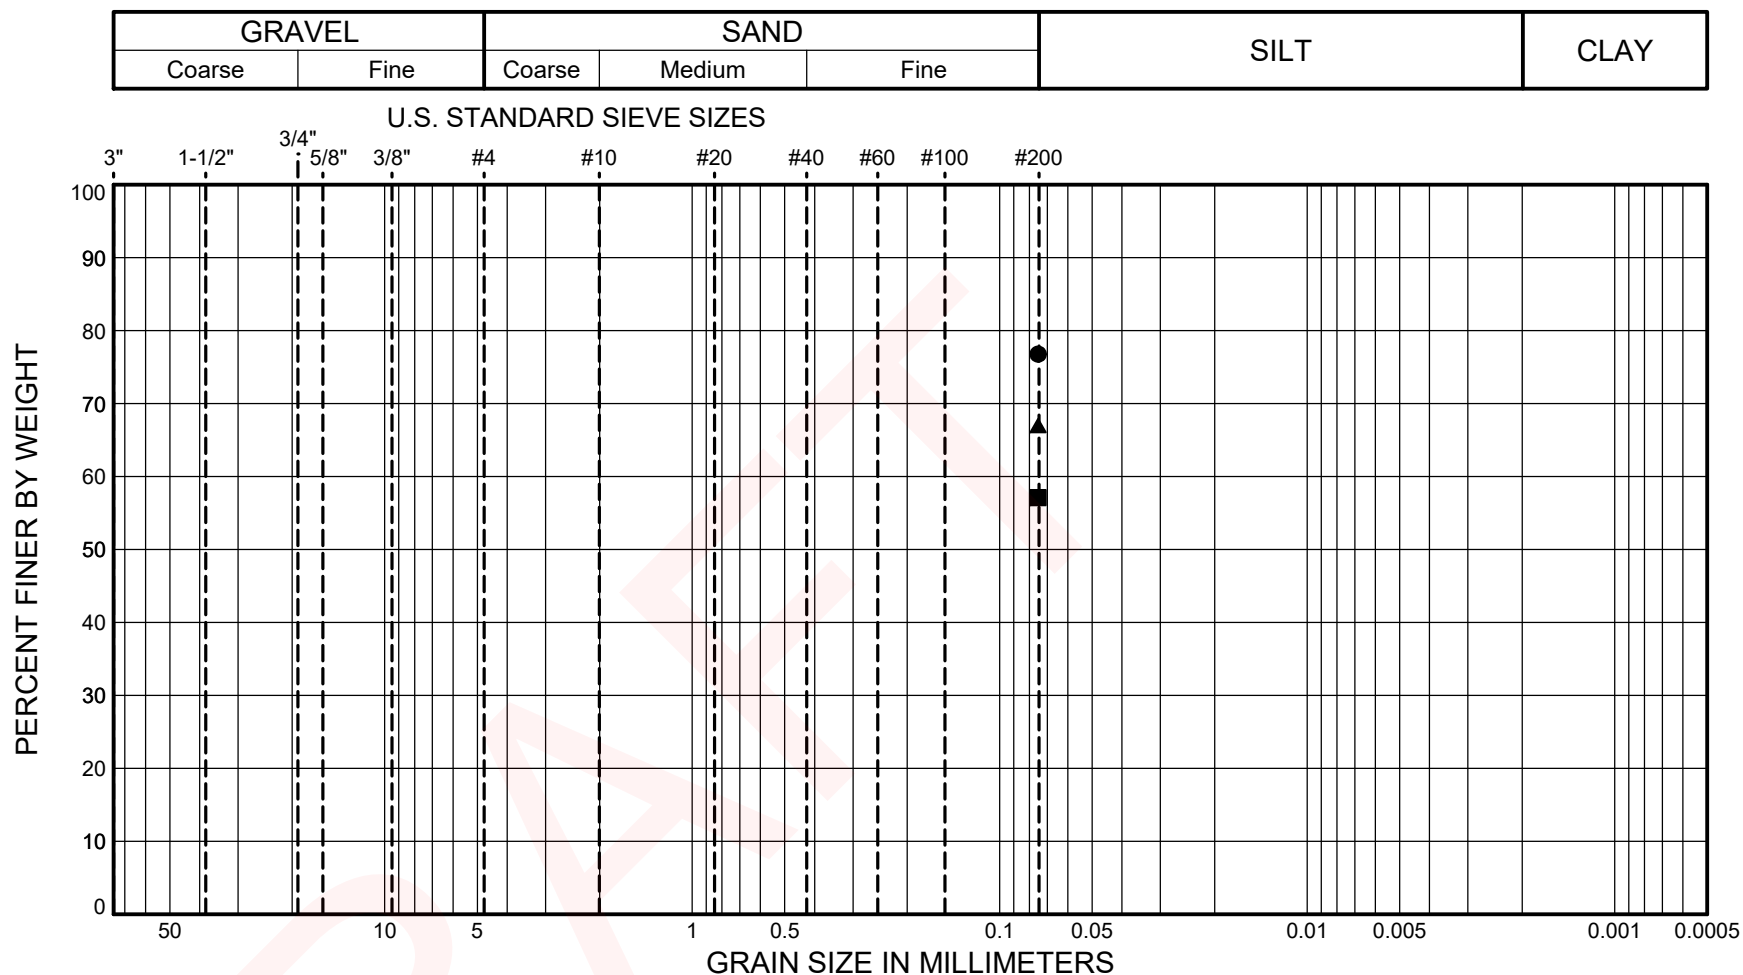 GRAVEL SAND SILT CLAY
Coarse Fine Coarse Medium Fine
U.S. STANDARD SIEVE SIZES
3" 1-1/2" 3/4" 5/8" 3/8" #4 #10 #20 #40 #60 #100 #200
100
90
80
70
60
50
40
30
20
10
0
PERCENT FINER BY WEIGHT
50 10 5 1 0.5 0.1 0.05 0.01 0.005 0.001 0.0005
GRAIN SIZE IN MILLIMETERS